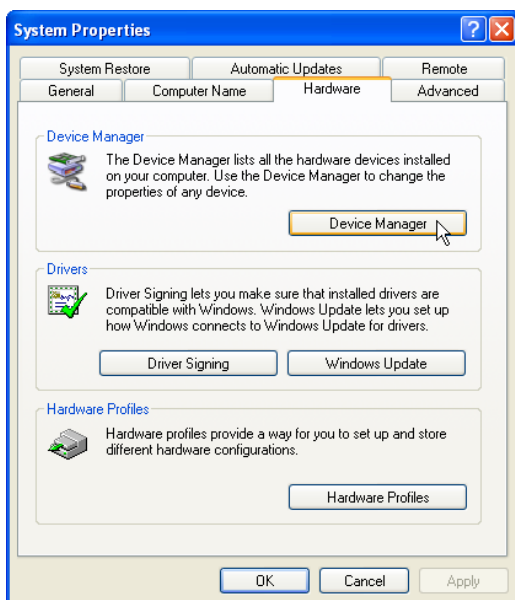 System Properties
System Restore Automatic Updates Remote
General Computer Name Hardware Advanced
Device Manager
The Device Manager lists all the hardware devices installed
on your computer. Use the Device Manager to change the
properties of any device.
Device Manager
Drivers
Driver Signing lets you make sure that installed drivers are
compatible with Windows. Windows Update lets you set up
how Windows connects to Windows Update for drivers.
Driver Signing Windows Update
Hardware Profiles
Hardware profiles provide a way for you to set up and store
different hardware configurations.
Hardware Profiles
OK Cancel Apply